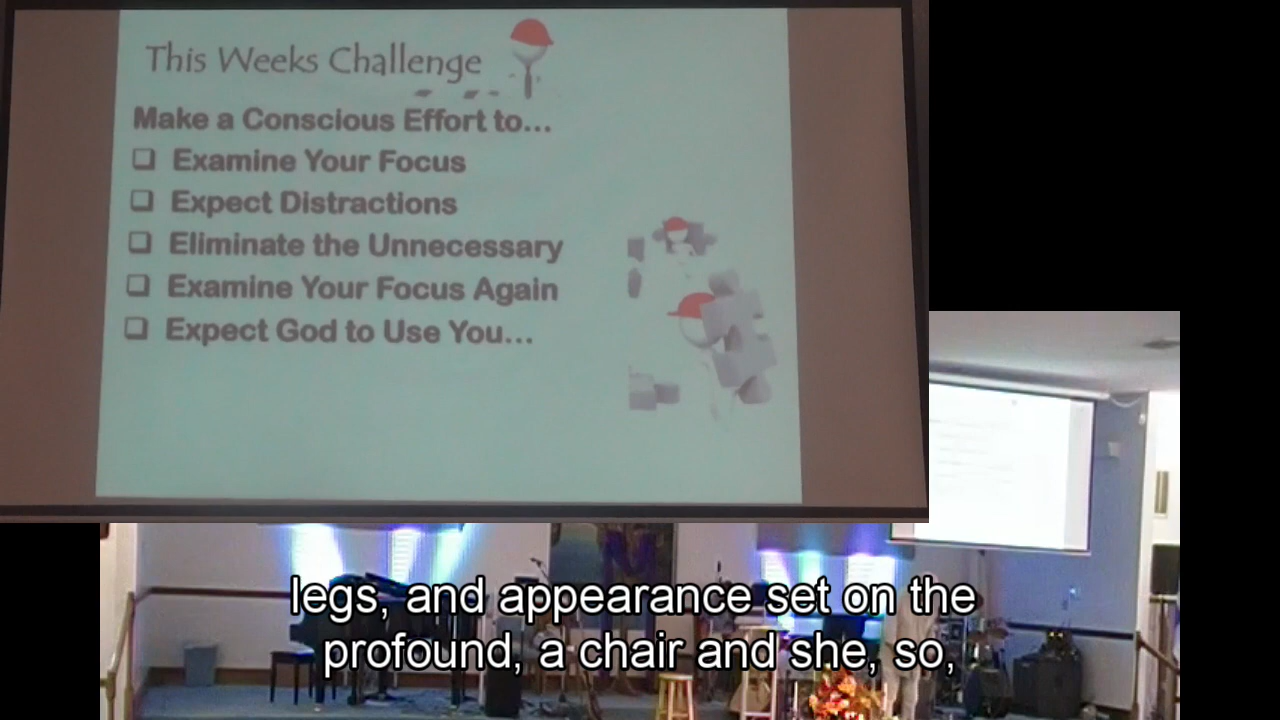 This Weeks Challenge
Make a Conscious Effort to...
❑ Examine Your Focus
❑ Expect Distractions
❑ Eliminate the Unnecessary
❑ Examine Your Focus Again
❑ Expect God to Use You...
legs, and appearance set on the
profound, a chair and she, so,